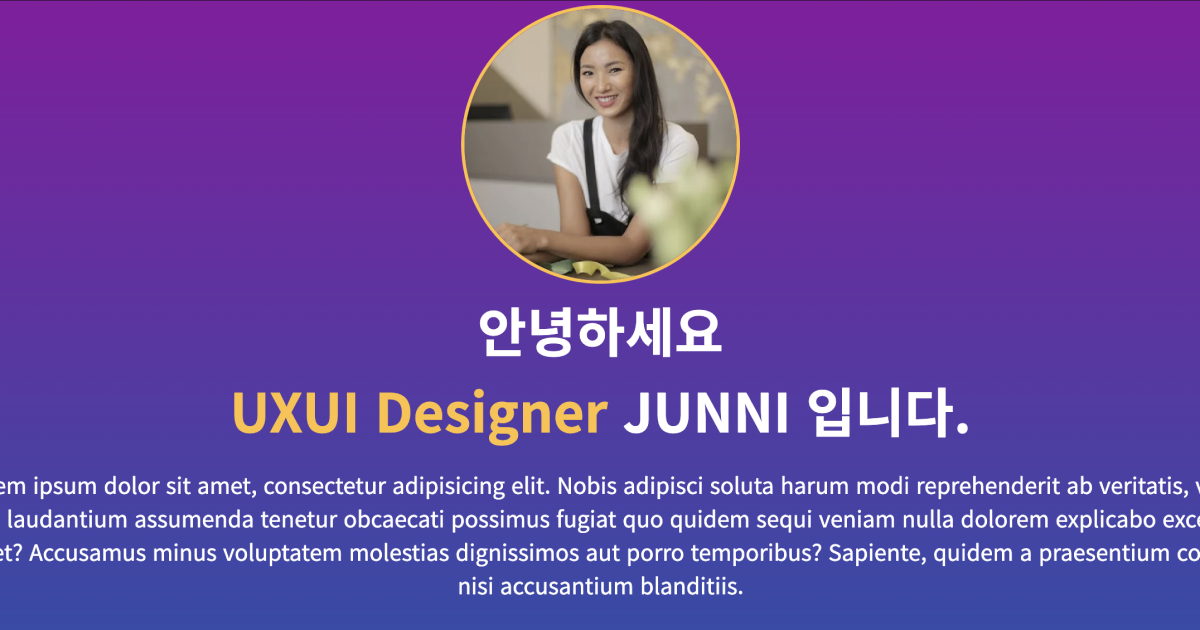 안녕하세요
UXUI Designer JUNNI 입니다.
em ipsum dolor sit amet, consectetur adipisicing elit. Nobis adipisci soluta harum modi reprehenderit ab veritatis,
laudantium assumenda tenetur obcaecati possimus fugiat quo quidem sequi veniam nulla dolorem explicabo
et? Accusamus minus voluptatem molestias dignissimos aut porro temporibus? Sapiente, quidem a praesentium
nisi accusantium blanditiis.